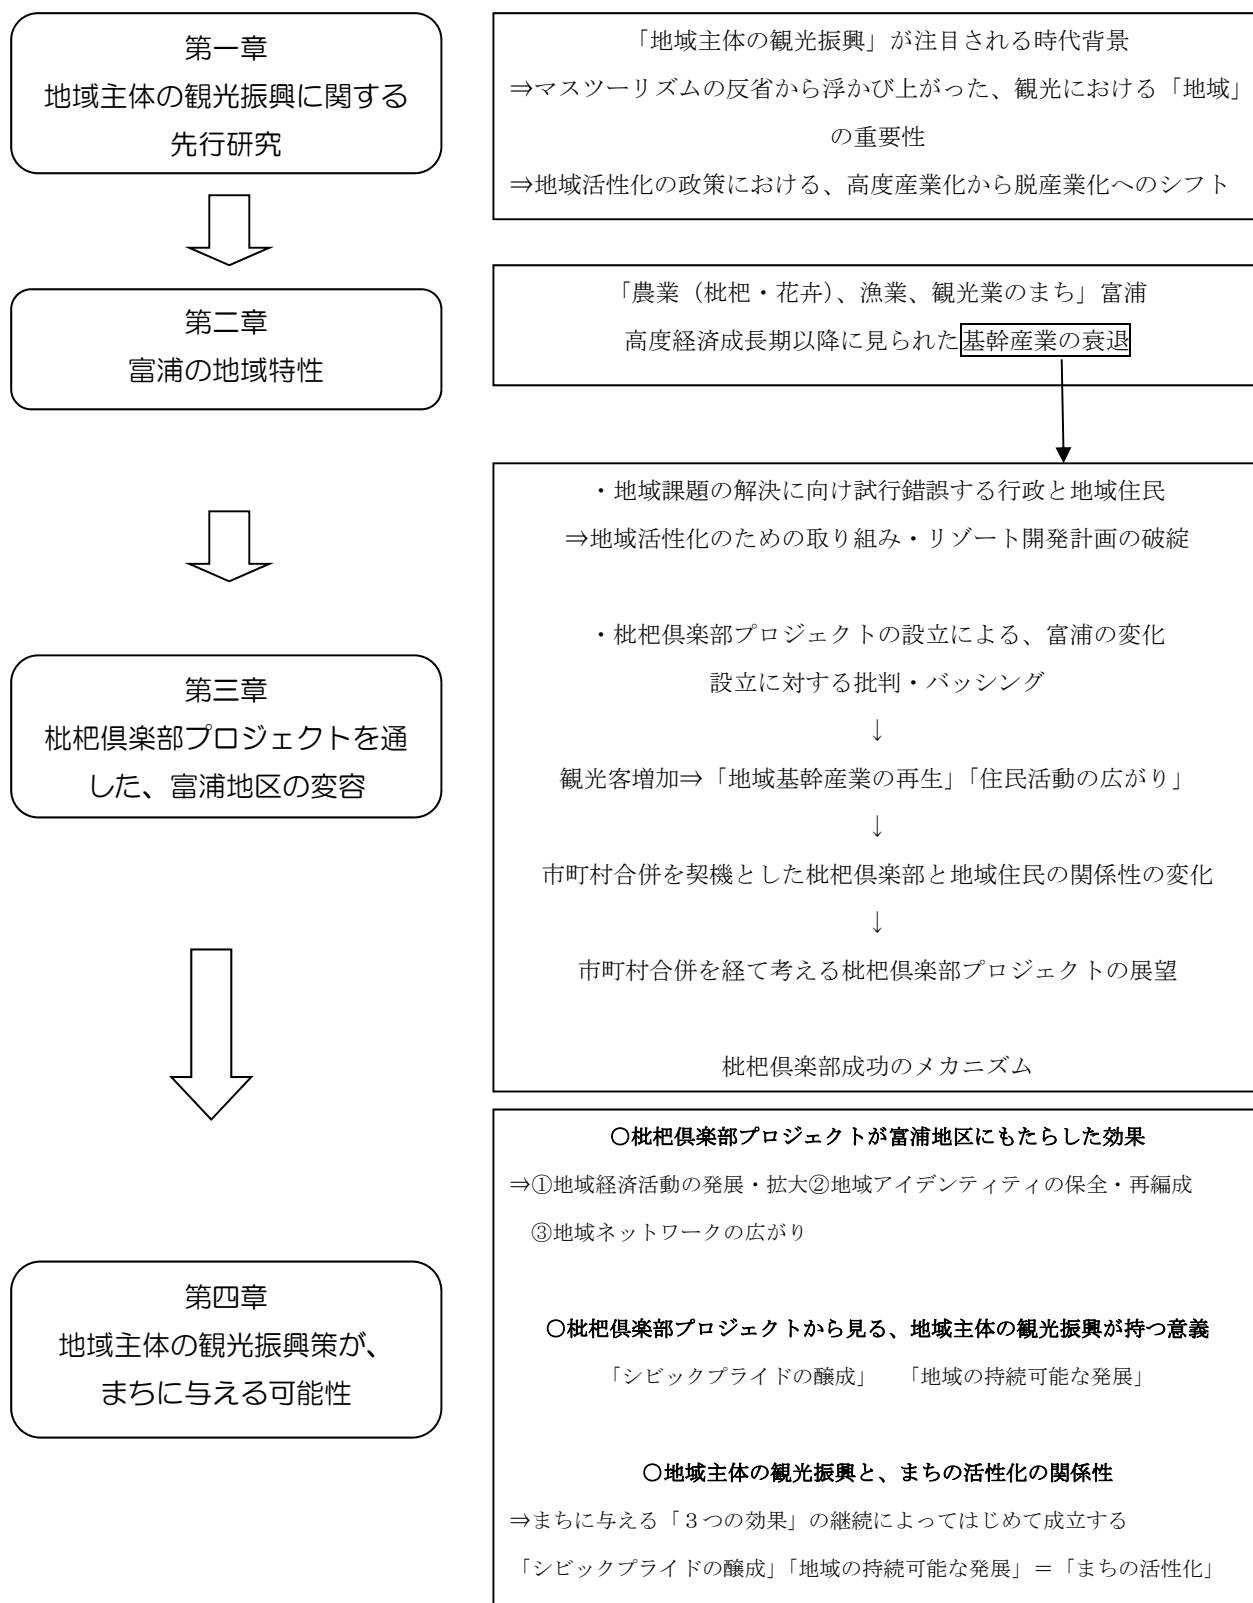 第一章
地域主体の観光振興に関する
先行研究
「地域主体の観光振興」が注目される時代背景
⇒マスツーリズムの反省から浮かび上がった、観光における「地域」
の重要性
⇒地域活性化の政策における、高度産業化から脱産業化へのシフト
第二章
富浦の地域特性
「農業（枇杷・花卉）、漁業、観光業のまち」富浦
高度経済成長期以降に見られた基幹産業の衰退
第三章
枇杷倶楽部プロジェクトを通
した、富浦地区の変容
・地域課題の解決に向け試行錯誤する行政と地域住民
⇒地域活性化のための取り組み・リゾート開発計画の破綻
・枇杷倶楽部プロジェクトの設立による、富浦の変化
設立に対する批判・バッシング
↓
観光客増加⇒「地域基幹産業の再生」「住民活動の広がり」
↓
市町村合併を契機とした枇杷倶楽部と地域住民の関係性の変化
↓
市町村合併を経て考える枇杷倶楽部プロジェクトの展望
枇杷倶楽部成功のメカニズム
第四章
地域主体の観光振興策が、
まちに与える可能性
○枇杷倶楽部プロジェクトが富浦地区にもたらした効果
⇒①地域経済活動の発展・拡大②地域アイデンティティの保全・再編成
③地域ネットワークの広がり
○枇杷倶楽部プロジェクトから見る、地域主体の観光振興が持つ意義
「シビックプライドの醸成」　「地域の持続可能な発展」
○地域主体の観光振興と、まちの活性化の関係性
⇒まちに与える「３つの効果」の継続によってはじめて成立する
「シビックプライドの醸成」「地域の持続可能な発展」＝「まちの活性化」